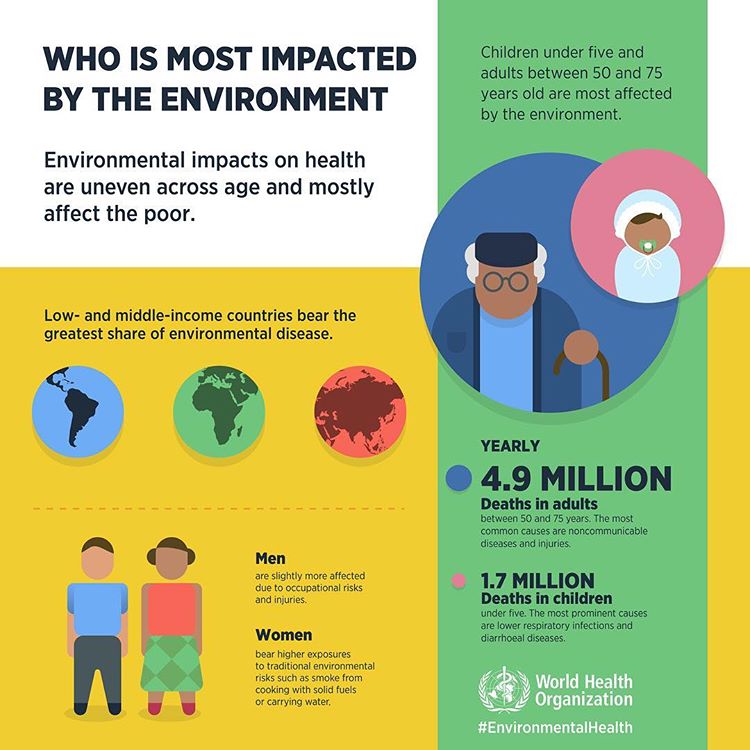 WHO IS MOST IMPACTED
BY THE ENVIRONMENT
Environmental impacts on health
are uneven across age and mostly
affect the poor.
Children under five and
adults between 50 and 75
years old are most affected
by the environment.
Low- and middle-income countries bear the
greatest share of environmental disease.
Men
are slightly more affected
due to occupational risks
and injuries.
Women
bear higher exposures
to traditional environmental
risks such as smoke from
cooking with solid fuels
or carrying water.
YEARLY
4.9 MILLION
Deaths in adults
between 50 and 75 years. The most
common causes are noncommunicable
diseases and injuries.
1.7 MILLION
Deaths in children
under five. The most prominent causes
are lower respiratory infections and
diarrhoeal diseases.
World Health
Organization
#EnvironmentalHealth